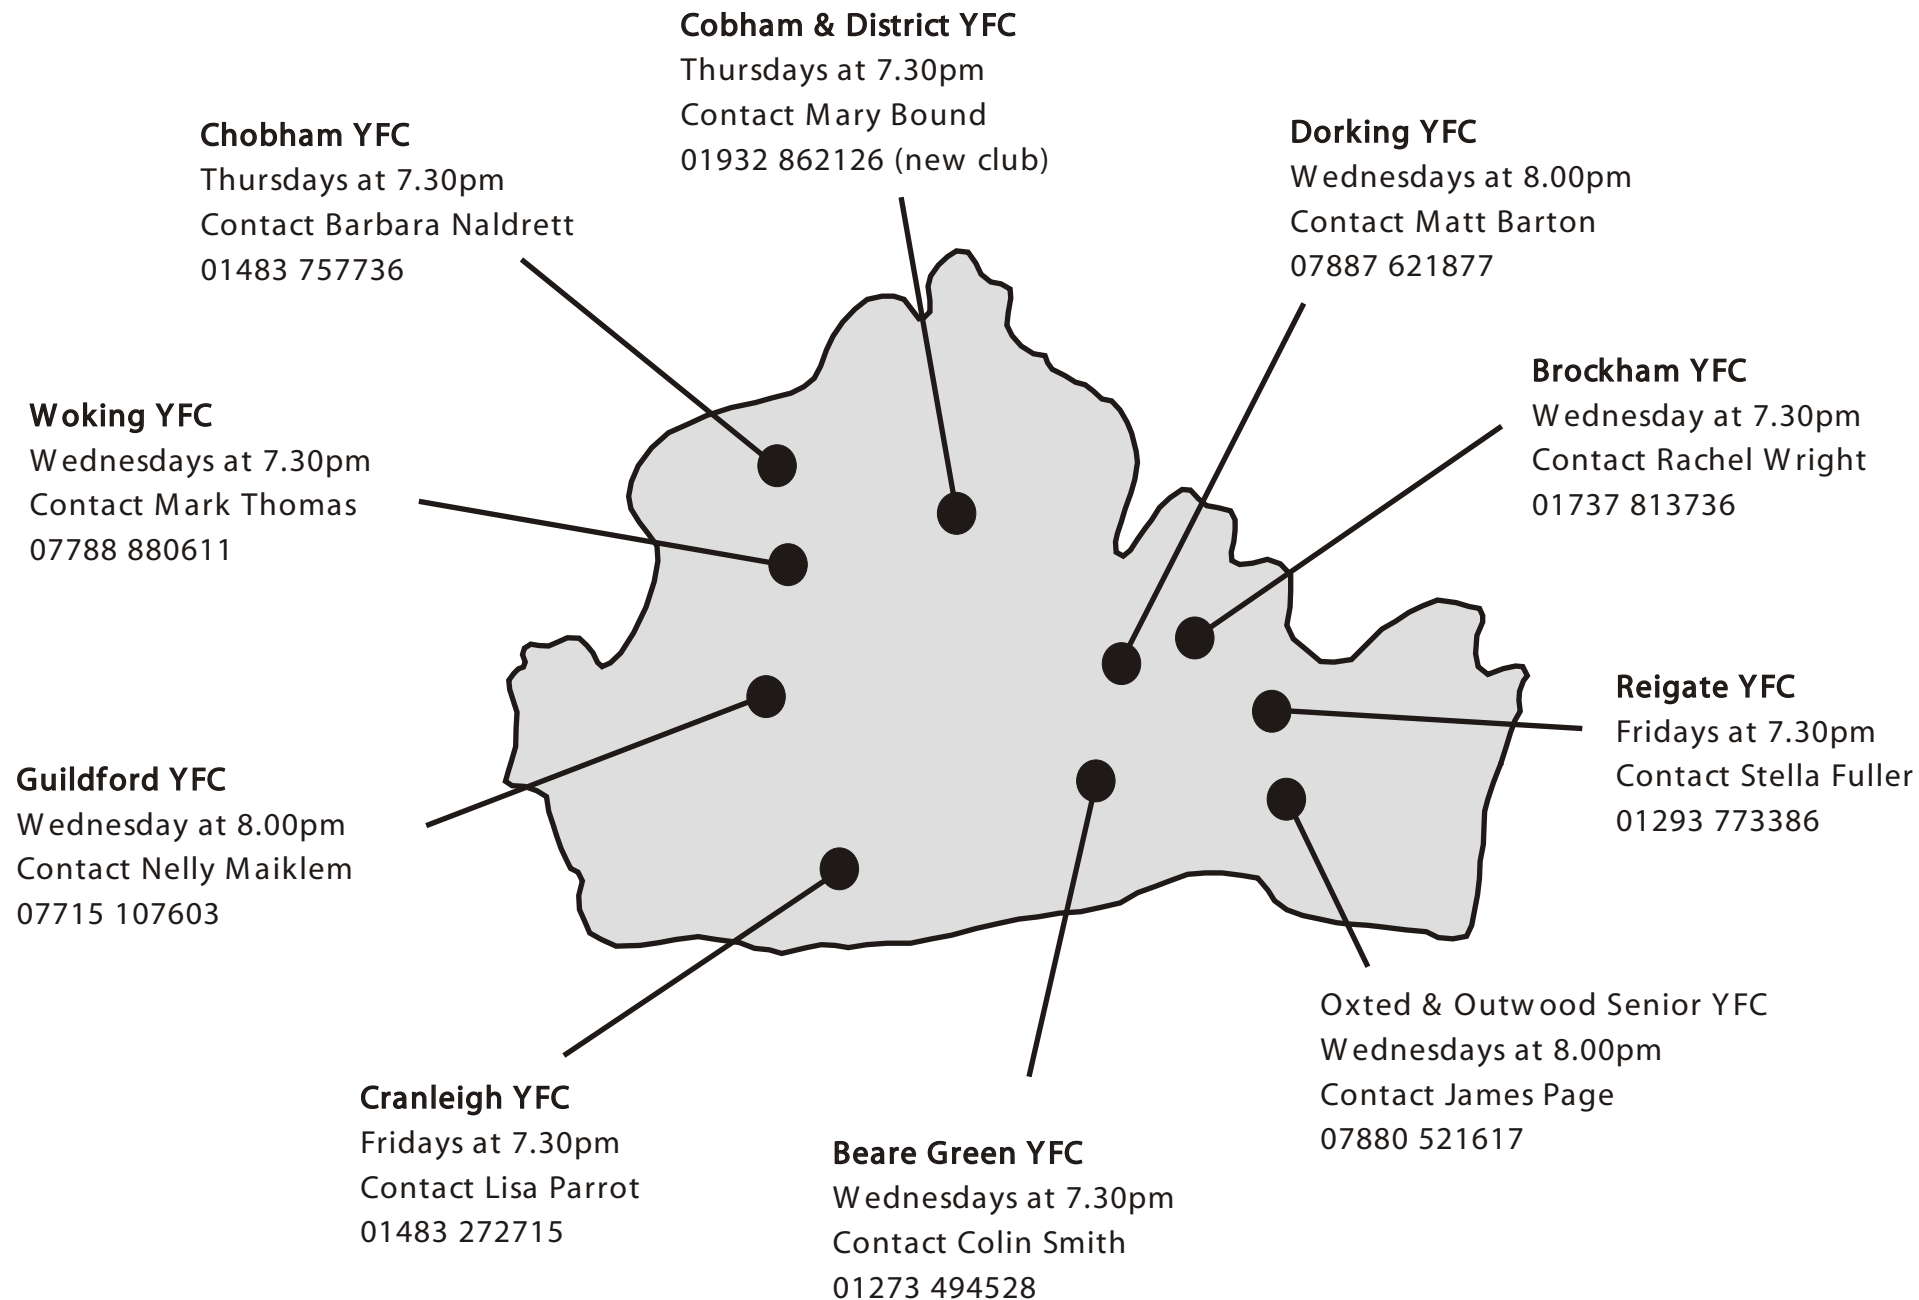 Cobham & District YFC
Thursdays at 7.30pm
Contact Mary Bound
01932 862126 (new club)
Chobham YFC
Thursdays at 7.30pm
Contact Barbara Naldrett
01483 757736
Dorking YFC
Wednesdays at 8.00pm
Contact Matt Barton
07887 621877
Brockham YFC
Wednesday at 7.30pm
Contact Rachel Wright
01737 813736
Woking YFC
Wednesdays at 7.30pm
Contact Mark Thomas
07788 880611
Reigate YFC
Fridays at 7.30pm
Contact Stella Fuller
01293 773386
Guildford YFC
Wednesday at 8.00pm
Contact Nelly Maiklem
07715 107603
Oxted & Outwood Senior YFC
Wednesdays at 8.00pm
Contact James Page
07880 521617
Cranleigh YFC
Fridays at 7.30pm
Contact Lisa Parrot
01483 272715
Beare Green YFC
Wednesdays at 7.30pm
Contact Colin Smith
01273 494528